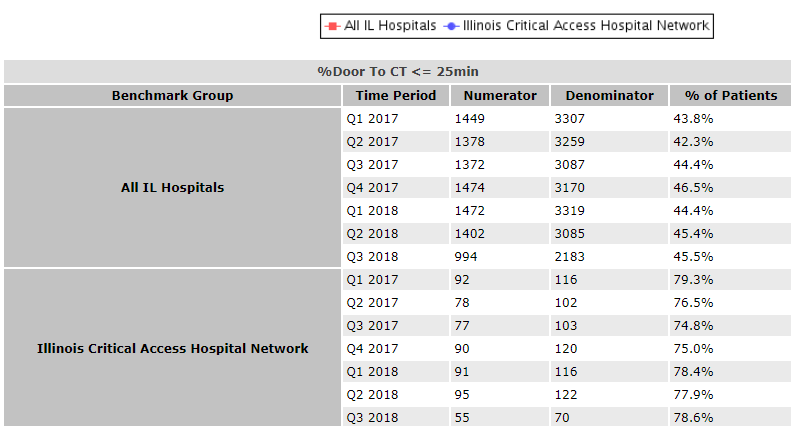 All IL Hospitals Illinois Critical Access Hospital Network
%Door To CT <= 25min
Benchmark Group Time Period Numerator Denominator % of Patients
All IL Hospitals
Q1 2017 1449 3307 43.8%
Q2 2017 1378 3259 42.3%
Q3 2017 1372 3087 44.4%
Q4 2017 1474 3170 46.5%
Q1 2018 1472 3319 44.4%
Q2 2018 1402 3085 45.4%
Q3 2018 994 2183 45.5%
Illinois Critical Access Hospital Network
Q1 2017 92 116 79.3%
Q2 2017 78 102 76.5%
Q3 2017 77 103 74.8%
Q4 2017 90 120 75.0%
Q1 2018 91 116 78.4%
Q2 2018 95 122 77.9%
Q3 2018 55 70 78.6%